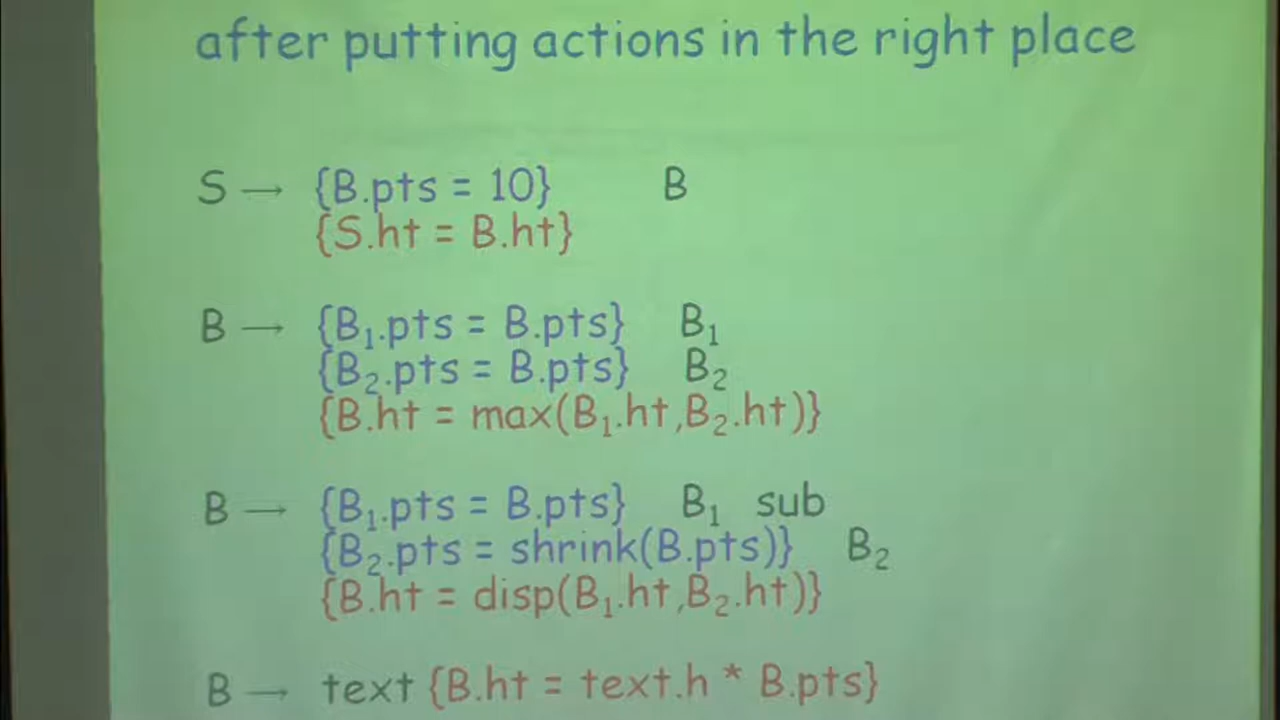 after putting actions in the right place
S → {B.pts = 10} B
{S.ht = B.ht}
B → {B₁.pts = B.pts} B₁
{B₂.pts = B.pts} B₂
{B.ht = max(B₁.ht,B₂.ht)}
B → {B₁.pts = B.pts} B₁ sub
{B₂.pts = shrink(B.pts)} B₂
{B.ht = disp(B₁.ht,B₂.ht)}
B → text {B.ht = text.h * B.pts}